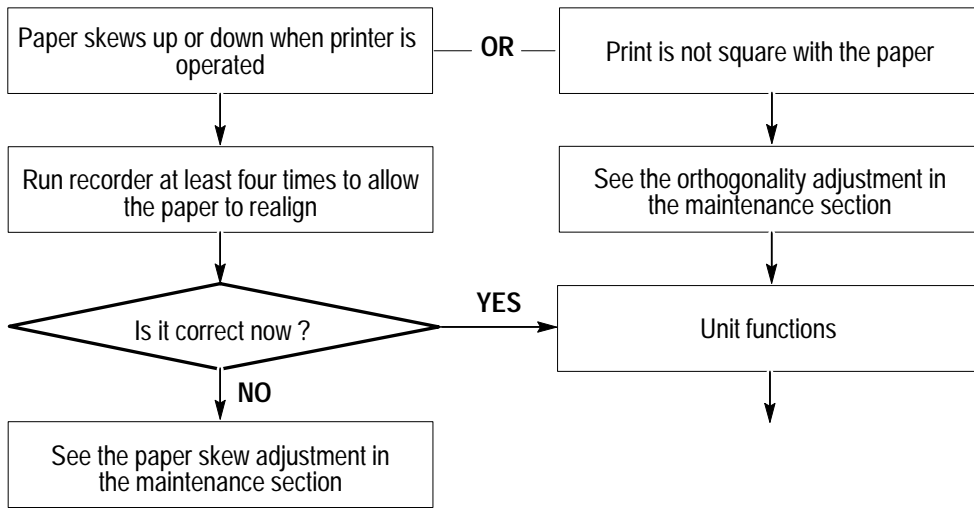 Paper skews up or down when printer is
operated
OR
Print is not square with the paper
Run recorder at least four times to allow
the paper to realign
See the orthogonality adjustment in
the maintenance section
Is it correct now ?
YES
Unit functions
NO
See the paper skew adjustment in
the maintenance section